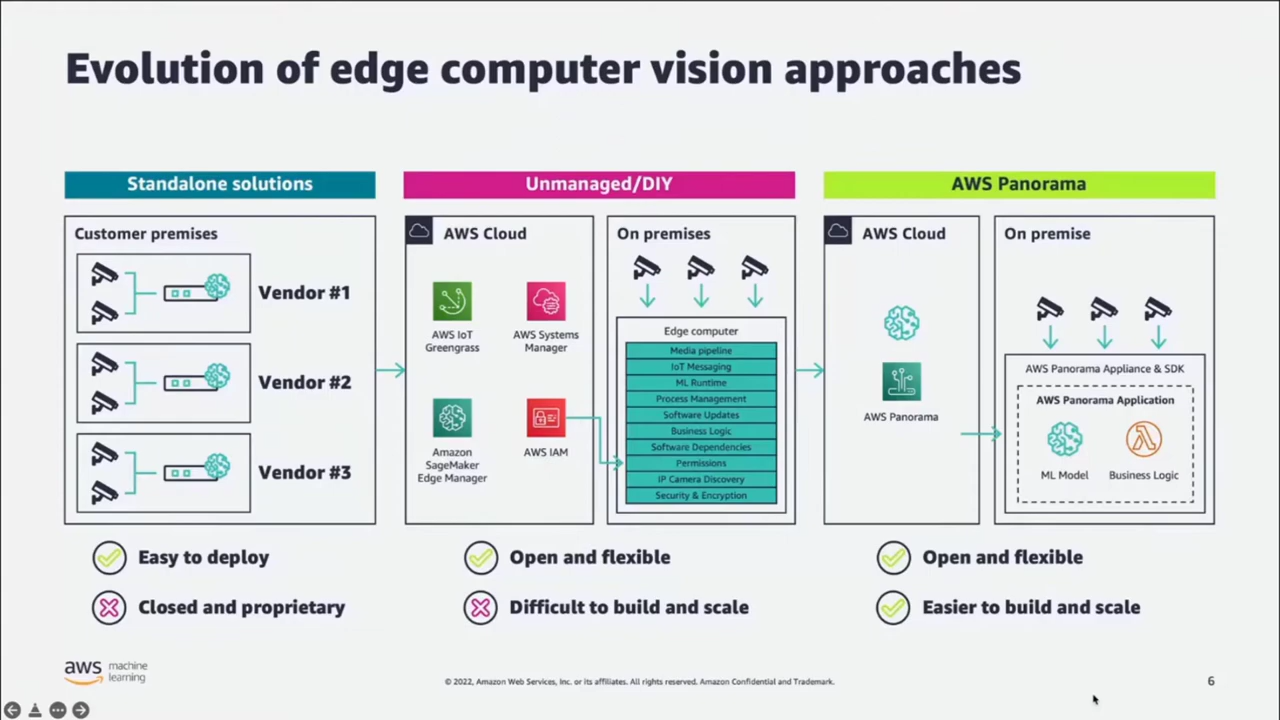 Evolution of edge computer vision approaches
Standalone solutions
Customer premises
Vendor #1
Vendor #2
Vendor #3
Easy to deploy
Closed and proprietary
Unmanaged/DIY
AWS Cloud
AWS IoT
Greengrass
AWS Systems
Manager
Amazon
SageMaker
Edge Manager
AWS IAM
On premises
Edge computer
Media pipeline
IoT Messaging
ML Runtime
Process Management
Software Updates
Business Logic
Software Dependencies
Permissions
IP Camera Discovery
Security & Encryption
Open and flexible
Difficult to build and scale
AWS Panorama
AWS Cloud
AWS Panorama
On premise
AWS Panorama Appliance & SDK
AWS Panorama Application
ML Model
Business Logic
Open and flexible
Easier to build and scale
aws machine
learning
© 2022, Amazon Web Services, Inc. or its affiliates. All rights reserved. Amazon Confidential and Trademark.
6